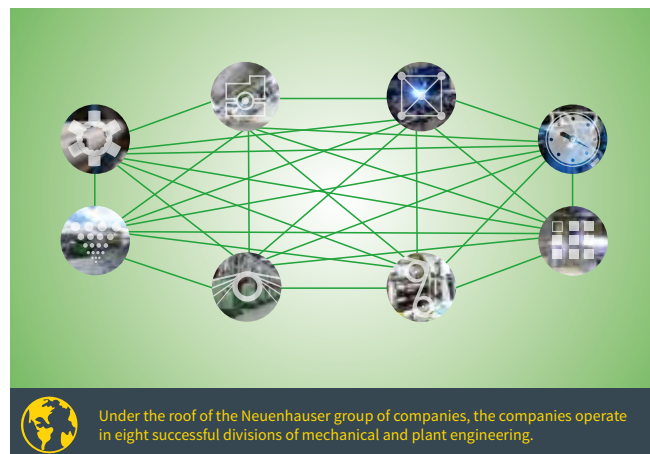 Under the roof of the Neuenhauser group of companies, the companies operate
in eight successful divisions of mechanical and plant engineering.